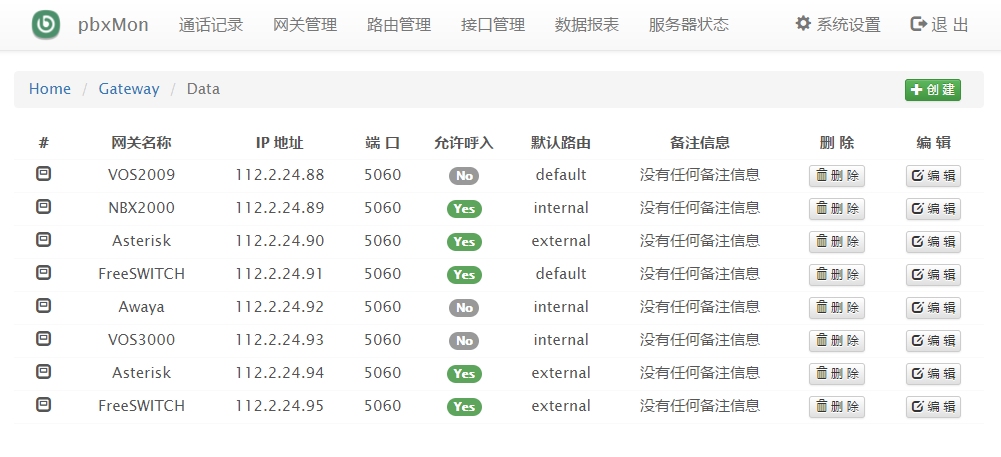 pbxMon 通话记录 网关管理 路由管理 接口管理 数据报表 服务器状态 系统设置 退 出
Home / Gateway / Data 创 建
# 网关名称 IP 地址 端 口 允许呼入 默认路由 备注信息 删 除 编 辑
VOS2009 112.2.24.88 5060 No default 没有任何备注信息 删 除 编 辑
NBX2000 112.2.24.89 5060 Yes internal 没有任何备注信息 删 除 编 辑
Asterisk 112.2.24.90 5060 Yes external 没有任何备注信息 删 除 编 辑
FreeSWITCH 112.2.24.91 5060 Yes default 没有任何备注信息 删 除 编 辑
Awaya 112.2.24.92 5060 No internal 没有任何备注信息 删 除 编 辑
VOS3000 112.2.24.93 5060 No internal 没有任何备注信息 删 除 编 辑
Asterisk 112.2.24.94 5060 Yes external 没有任何备注信息 删 除 编 辑
FreeSWITCH 112.2.24.95 5060 Yes external 没有任何备注信息 删 除 编 辑